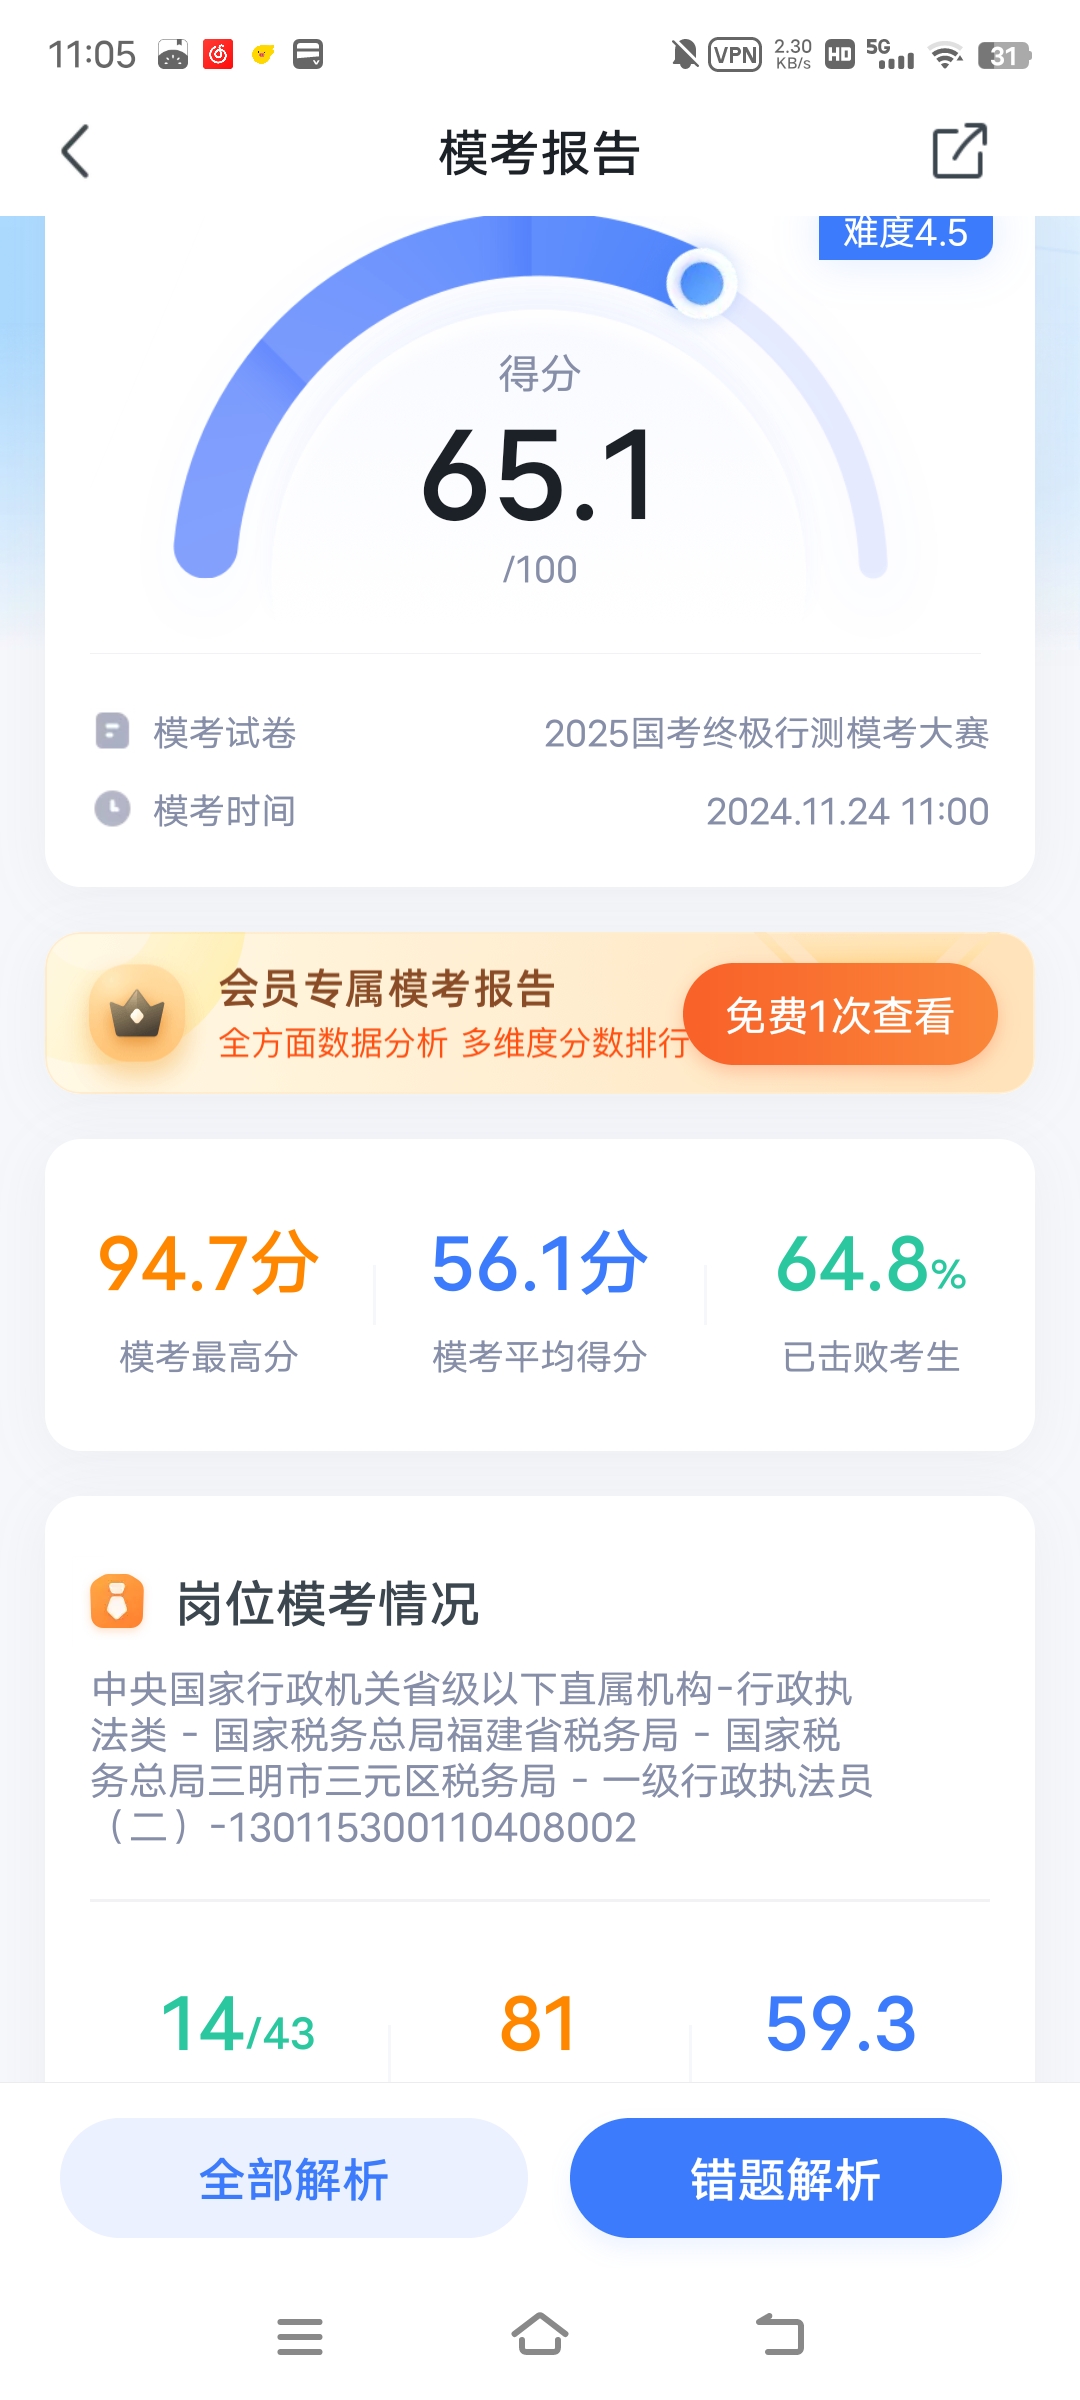 11:05
VPN
2.30
KB/s
HD
5G
31
模考报告
难度4.5
得分
65.1
/100
模考试卷
2025国考终极行测模考大赛
模考时间
2024.11.24 11:00
会员专属模考报告
全方面数据分析 多维度分数排行
免费1次查看
94.7分
56.1分
64.8%
模考最高分
模考平均得分
已击败考生
岗位模考情况
中央国家行政机关省级以下直属机构-行政执
法类 - 国家税务总局福建省税务局 - 国家税
务总局三明市三元区税务局 - 一级行政执法员
（二）-130115300110408002
14/43
81
59.3
全部解析
错题解析